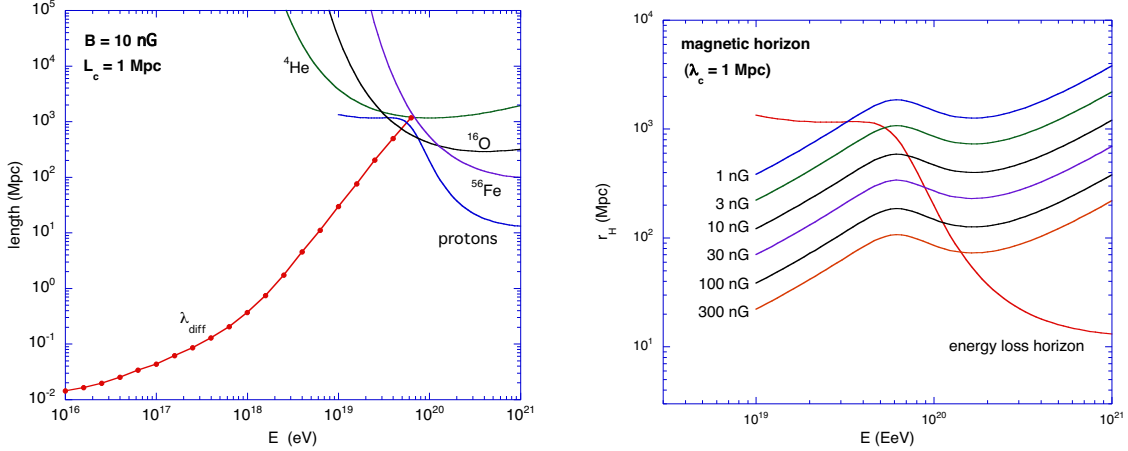 B = 10 nG
L_c = 1 Mpc
⁴He
¹⁶O
⁵⁶Fe
protons
λ_diff
length (Mpc)
10⁵
10⁴
10³
10²
10¹
10⁰
10⁻¹
10⁻²
10¹⁶ 10¹⁷ 10¹⁸ 10¹⁹ 10²⁰ 10²¹
E (eV)
magnetic horizon
(λ_c = 1 Mpc)
1 nG
3 nG
10 nG
30 nG
100 nG
300 nG
energy loss horizon
r_H (Mpc)
10⁴
10³
10²
10¹
10¹⁹ 10²⁰ 10²¹
E (EeV)